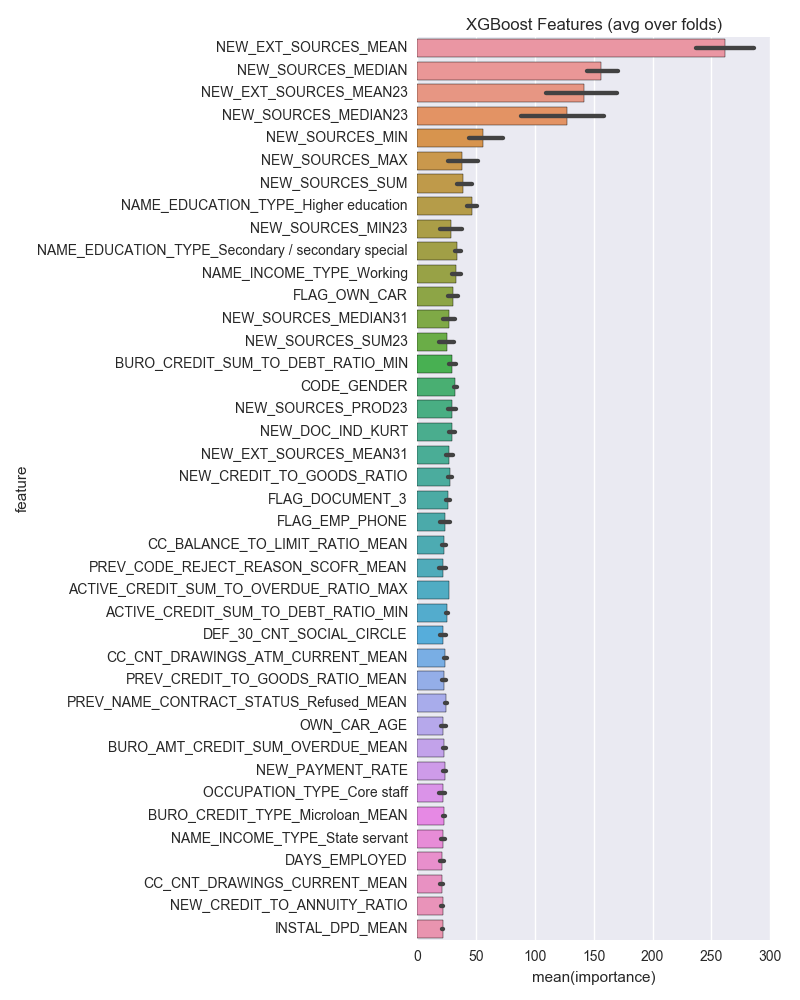 XGBoost Features (avg over folds)
NEW_EXT_SOURCES_MEAN
NEW_SOURCES_MEDIAN
NEW_EXT_SOURCES_MEAN23
NEW_SOURCES_MEDIAN23
NEW_SOURCES_MIN
NEW_SOURCES_MAX
NEW_SOURCES_SUM
NAME_EDUCATION_TYPE_Higher education
NEW_SOURCES_MIN23
NAME_EDUCATION_TYPE_Secondary / secondary special
NAME_INCOME_TYPE_Working
FLAG_OWN_CAR
NEW_SOURCES_MEDIAN31
NEW_SOURCES_SUM23
BURO_CREDIT_SUM_TO_DEBT_RATIO_MIN
CODE_GENDER
NEW_SOURCES_PROD23
NEW_DOC_IND_KURT
NEW_EXT_SOURCES_MEAN31
NEW_CREDIT_TO_GOODS_RATIO
FLAG_DOCUMENT_3
FLAG_EMP_PHONE
CC_BALANCE_TO_LIMIT_RATIO_MEAN
PREV_CODE_REJECT_REASON_SCOFR_MEAN
ACTIVE_CREDIT_SUM_TO_OVERDUE_RATIO_MAX
ACTIVE_CREDIT_SUM_TO_DEBT_RATIO_MIN
DEF_30_CNT_SOCIAL_CIRCLE
CC_CNT_DRAWINGS_ATM_CURRENT_MEAN
PREV_CREDIT_TO_GOODS_RATIO_MEAN
PREV_NAME_CONTRACT_STATUS_Refused_MEAN
OWN_CAR_AGE
BURO_AMT_CREDIT_SUM_OVERDUE_MEAN
NEW_PAYMENT_RATE
OCCUPATION_TYPE_Core staff
BURO_CREDIT_TYPE_Microloan_MEAN
NAME_INCOME_TYPE_State servant
DAYS_EMPLOYED
CC_CNT_DRAWINGS_CURRENT_MEAN
NEW_CREDIT_TO_ANNUITY_RATIO
INSTAL_DPD_MEAN
feature
0 50 100 150 200 250 300
mean(importance)